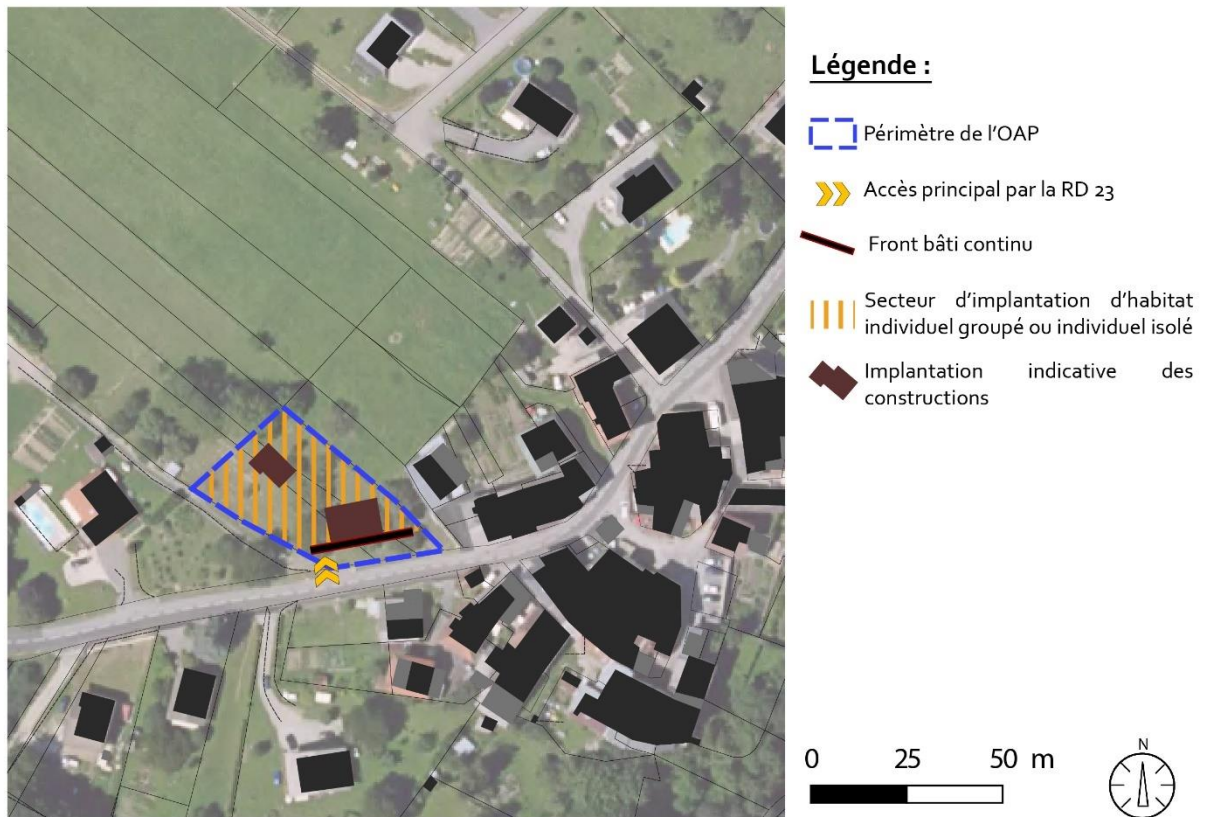 Légende :
Périmètre de l'OAP
Accès principal par la RD 23
Front bâti continu
Secteur d'implantation d'habitat
individuel groupé ou individuel isolé
Implantation indicative des
constructions
0 25 50 m
N